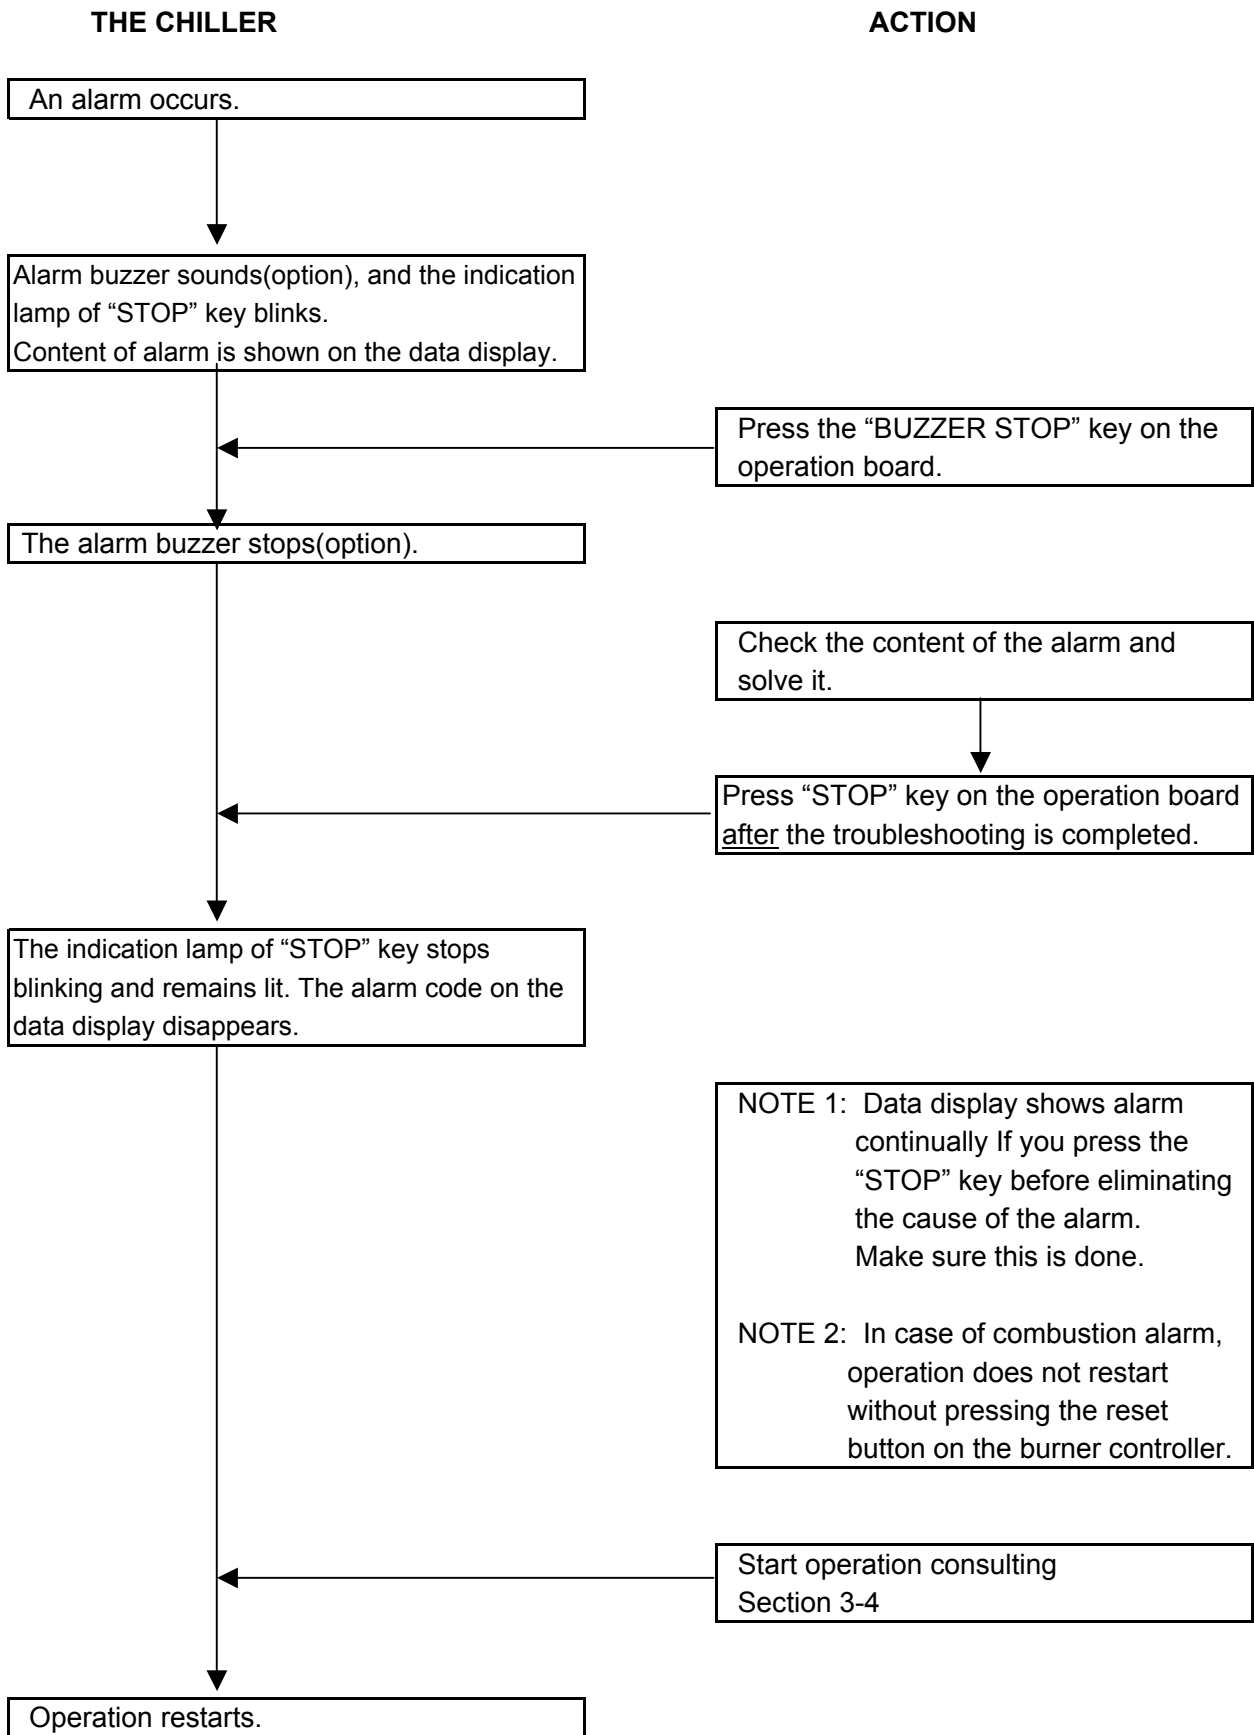 THE CHILLER
ACTION
An alarm occurs.
Alarm buzzer sounds(option), and the indication
lamp of “STOP” key blinks.
Content of alarm is shown on the data display.
Press the “BUZZER STOP” key on the
operation board.
The alarm buzzer stops(option).
Check the content of the alarm and
solve it.
Press “STOP” key on the operation board
after the troubleshooting is completed.
The indication lamp of “STOP” key stops
blinking and remains lit. The alarm code on the
data display disappears.
NOTE 1: Data display shows alarm
continually If you press the
“STOP” key before eliminating
the cause of the alarm.
Make sure this is done.
NOTE 2: In case of combustion alarm,
operation does not restart
without pressing the reset
button on the burner controller.
Start operation consulting
Section 3-4
Operation restarts.